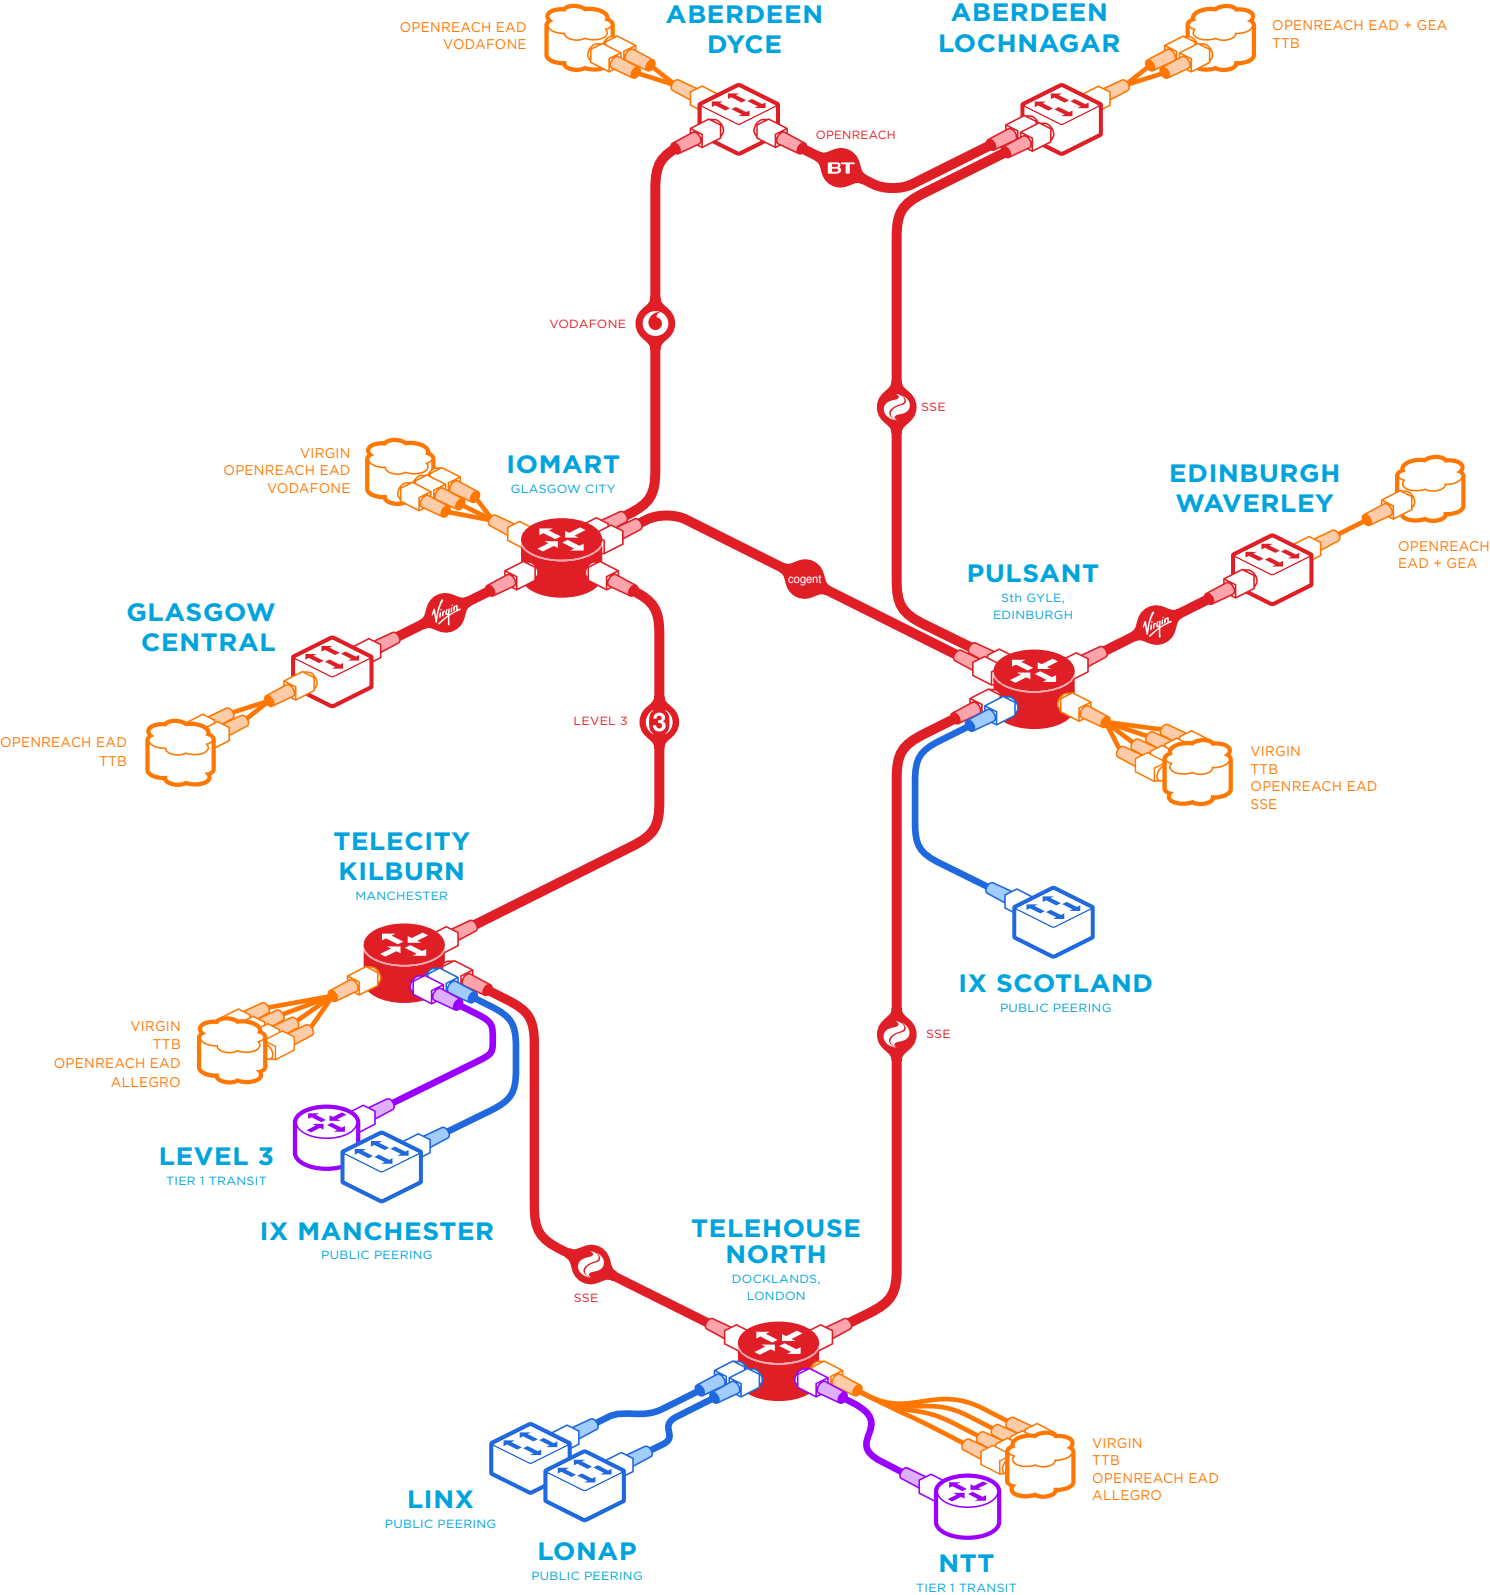 OPENREACH EAD
VODAFONE
ABERDEEN
DYCE
ABERDEEN
LOCHNAGAR
OPENREACH EAD + GEA
TTB
OPENREACH
BT
VODAFONE
SSE
VIRGIN
OPENREACH EAD
VODAFONE
IOMART
GLASGOW CITY
EDINBURGH
WAVERLEY
OPENREACH
EAD + GEA
cogent
PULSANT
Sth GYLE,
EDINBURGH
GLASGOW
CENTRAL
Virgin
Virgin
OPENREACH EAD
TTB
LEVEL 3
(3)
VIRGIN
TTB
OPENREACH EAD
SSE
TELECITY
KILBURN
MANCHESTER
IX SCOTLAND
PUBLIC PEERING
VIRGIN
TTB
OPENREACH EAD
ALLEGRO
SSE
LEVEL 3
TIER 1 TRANSIT
IX MANCHESTER
PUBLIC PEERING
SSE
TELEHOUSE
NORTH
DOCKLANDS,
LONDON
LINX
PUBLIC PEERING
LONAP
PUBLIC PEERING
VIRGIN
TTB
OPENREACH EAD
ALLEGRO
NTT
TIER 1 TRANSIT